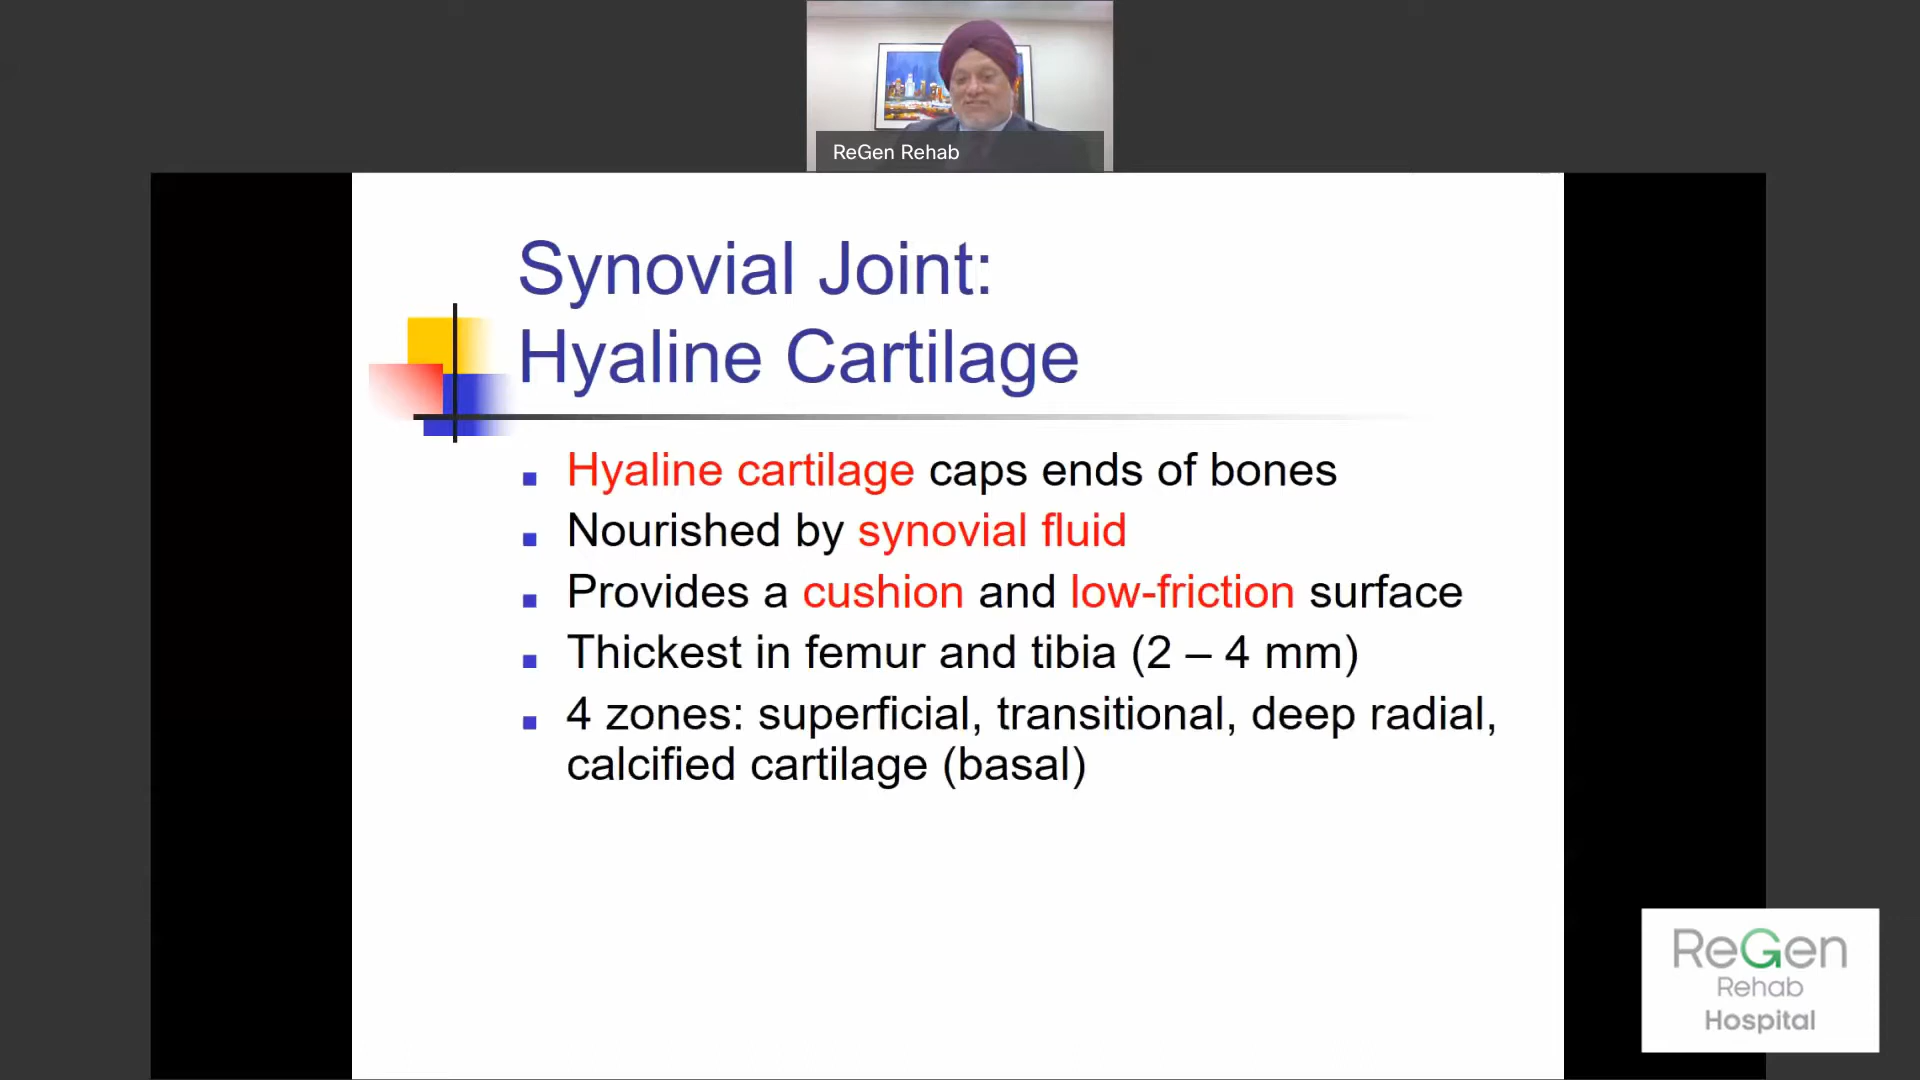 ReGen Rehab
Synovial Joint:
Hyaline Cartilage
Hyaline cartilage caps ends of bones
Nourished by synovial fluid
Provides a cushion and low-friction surface
Thickest in femur and tibia (2 – 4 mm)
4 zones: superficial, transitional, deep radial,
calcified cartilage (basal)
ReGen
Rehab
Hospital